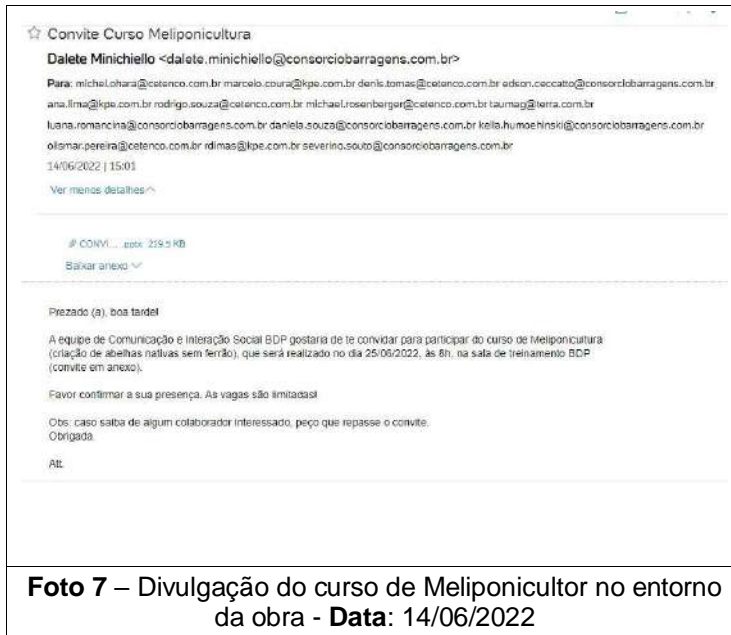 Convite Curso Meliponicultura
Dalete Minichiello <dalete.minichiello@consorciobarragens.com.br>
Para: michel.ohara@cetenco.com.br marcelo.coura@kpe.com.br denis.tomas@cetenco.com.br edson.ceccatto@consorciobarragens.com.br
ana.lima@kpe.com.br rodrigo.souza@cetenco.com.br michael.rosenberger@cetenco.com.br taumag@terra.com.br
luana.romancina@consorciobarragens.com.br daniela.souza@consorciobarragens.com.br keila.humoehinski@consorciobarragens.com.br
olismar.pereira@cetenco.com.br rdimas@kpe.com.br severino.souto@consorciobarragens.com.br
14/06/2022 | 15:01
Ver menos detalhes
CONVI... .pptx 219.5 KB
Baixar anexo
Prezado (a), boa tarde!
A equipe de Comunicação e Interação Social BDP gostaria de te convidar para participar do curso de Meliponicultura
(criação de abelhas nativas sem ferrão), que será realizado no dia 25/06/2022, às 8h, na sala de treinamento BDP
(convite em anexo).
Favor confirmar a sua presença. As vagas são limitadas!
Obs: caso saiba de algum colaborador interessado, peço que repasse o convite.
Obrigada.
Att.
Foto 7 – Divulgação do curso de Meliponicultor no entorno
da obra - Data: 14/06/2022